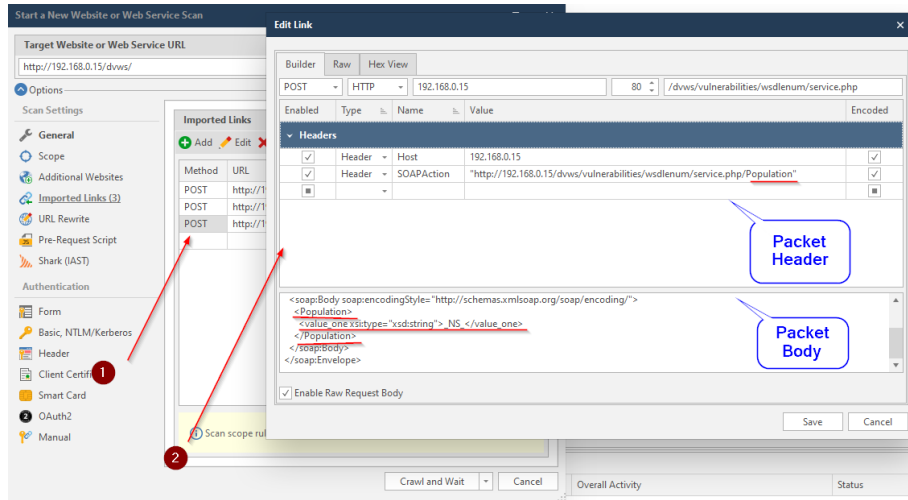 Start a New Website or Web Service Scan
Target Website or Web Service URL
http://192.168.0.15/dvws/
Options
Scan Settings
General
Scope
Additional Websites
Imported Links (3)
URL Rewrite
Pre-Request Script
Shark (IAST)
Authentication
Form
Basic, NTLM/Kerberos
Header
Client Certifi
Smart Card
OAuth2
Manual
Imported Links
Add Edit
Method URL
POST http://1
POST http://1
POST http://1
Scan scope rul
Crawl and Wait Cancel
1
2
Edit Link
Builder Raw Hex View
POST HTTP 192.168.0.15 80 /dvws/vulnerabilities/wsdlenum/service.php
Enabled Type Name Value Encoded
Headers
Header Host 192.168.0.15
Header SOAPAction "http://192.168.0.15/dvws/vulnerabilities/wsdlenum/service.php/Population"
Packet
Header
<soap:Body soap:encodingStyle="http://schemas.xmlsoap.org/soap/encoding/">
<Population>
<value_one xsi:type="xsd:string">_NS_</value_one>
</Population>
</soap:Body>
</soap:Envelope>
Packet
Body
Enable Raw Request Body
Save Cancel
Overall Activity Status